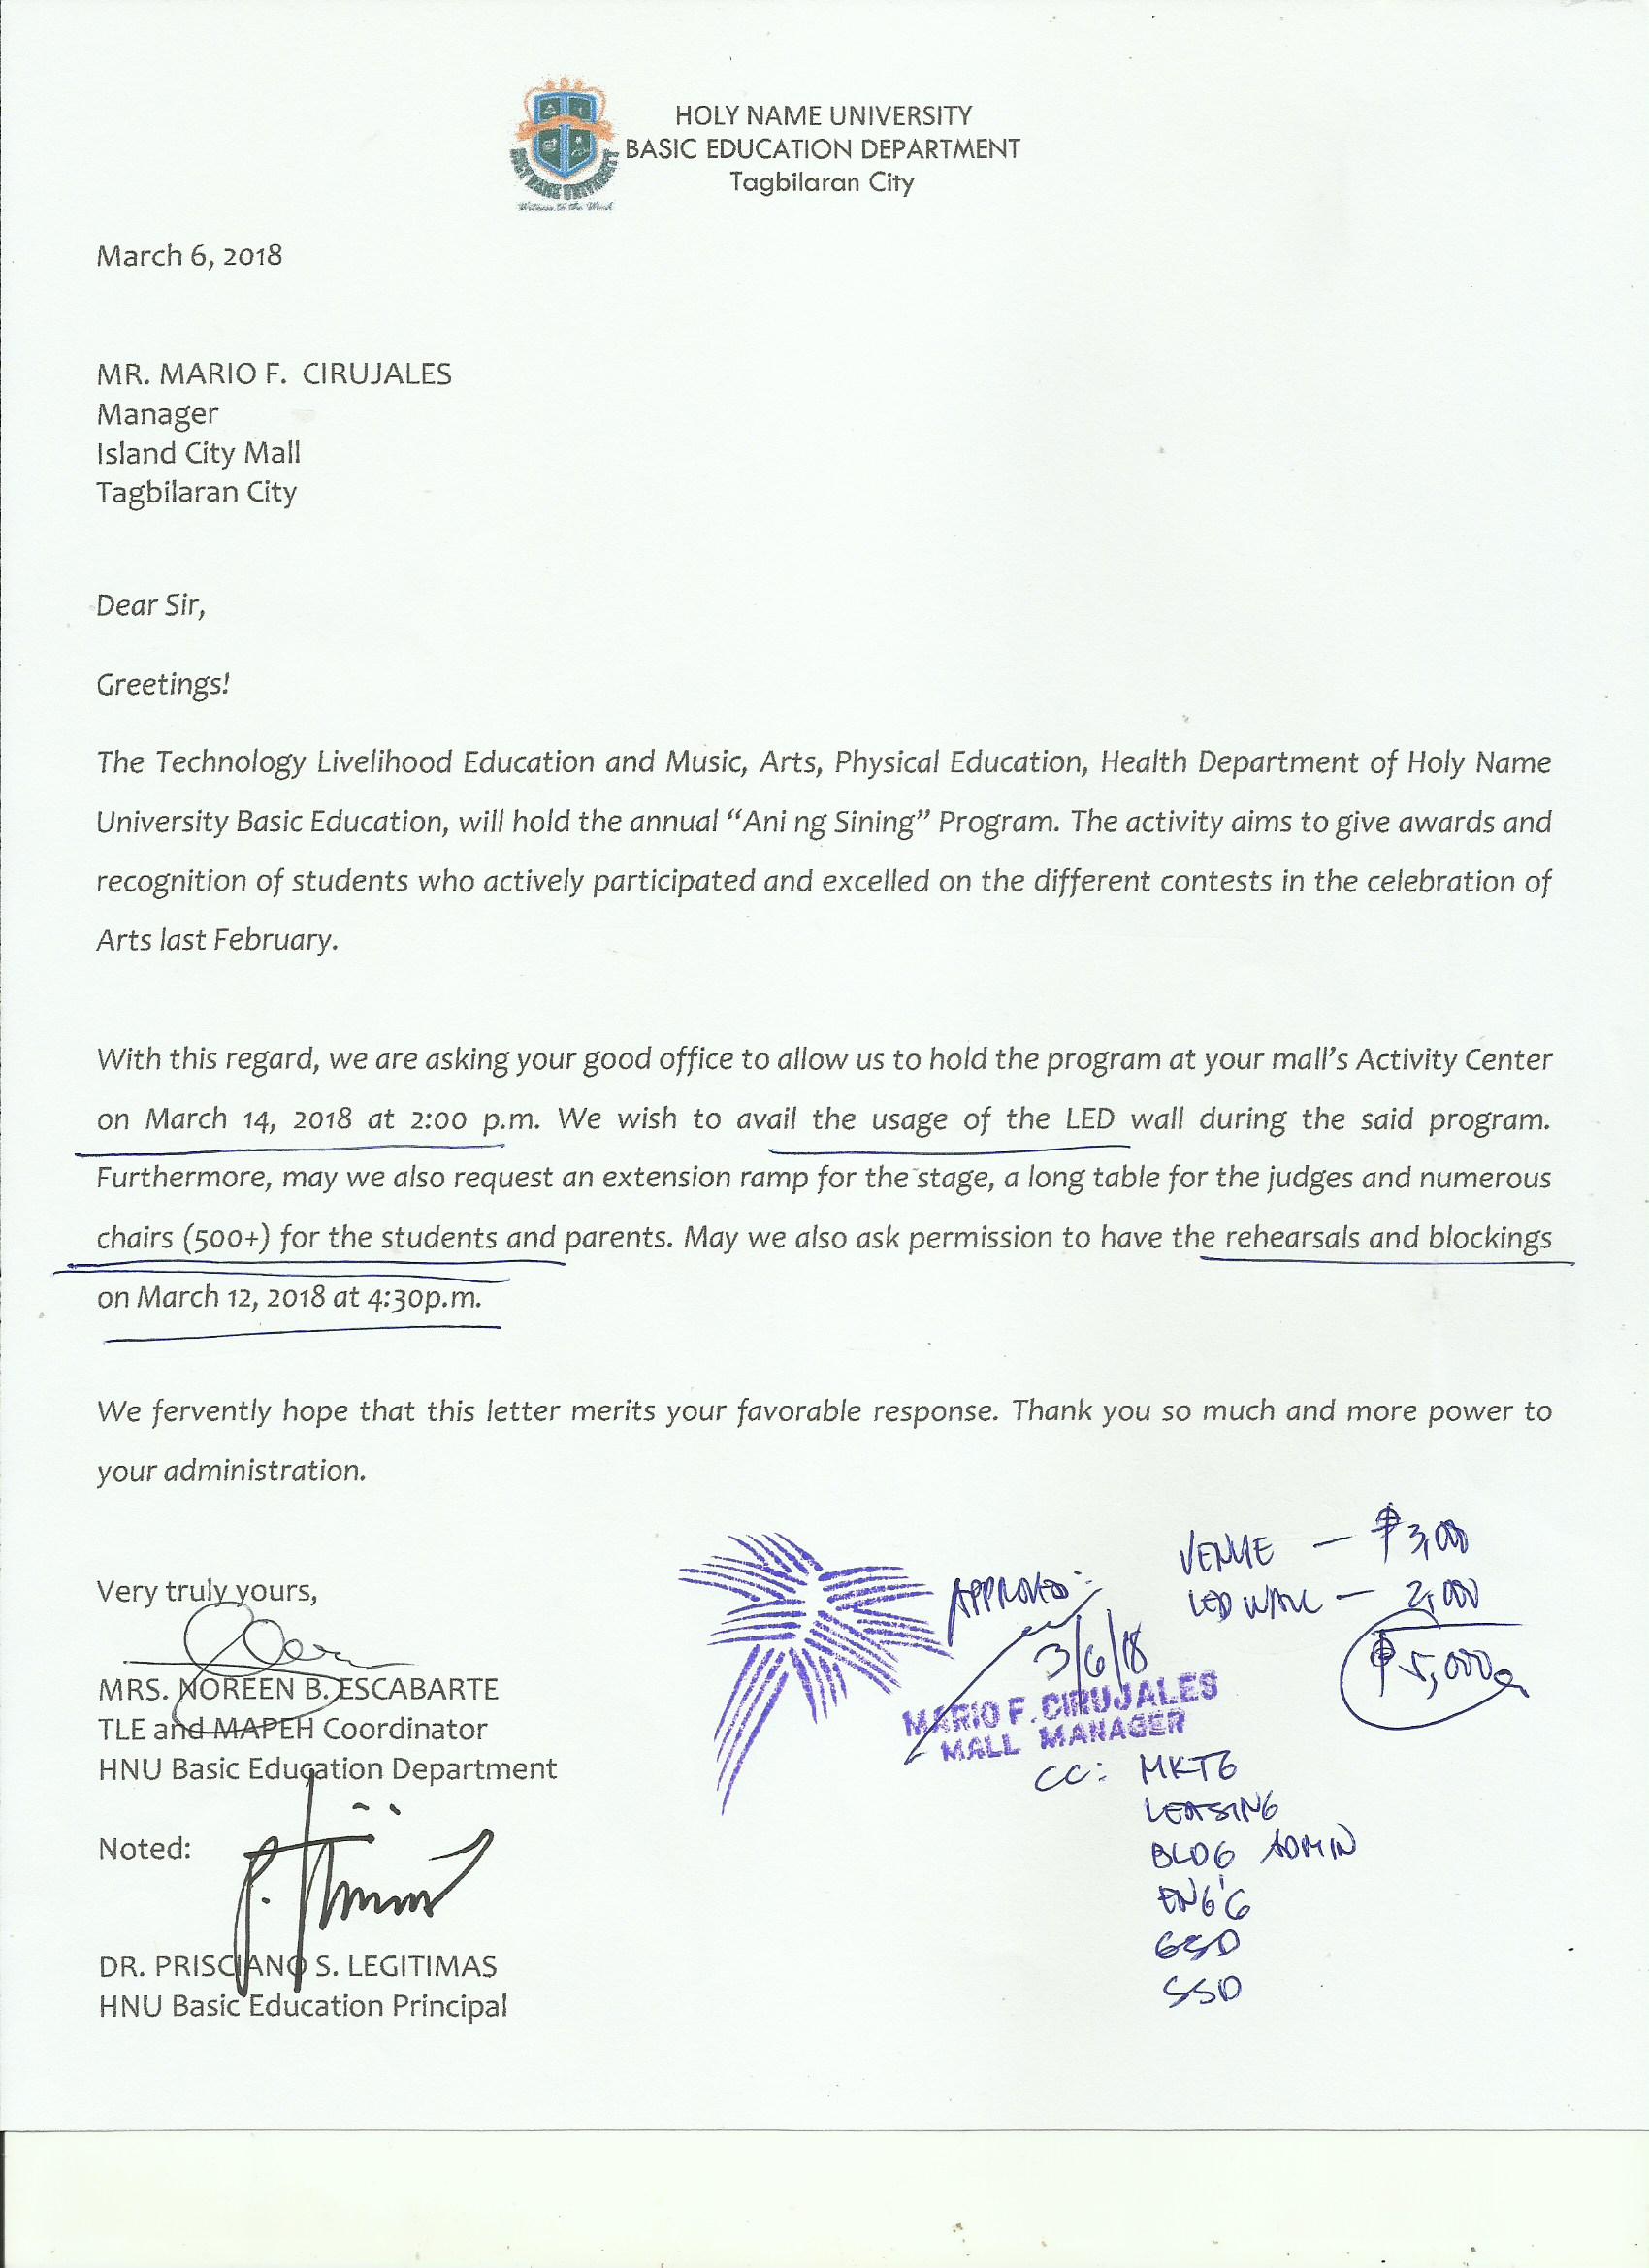 HOLY NAME UNIVERSITY
BASIC EDUCATION DEPARTMENT
Tagbilaran City
HOLY NAME UNIVERSITY
Witness to the Word
March 6, 2018
MR. MARIO F. CIRUJALES
Manager
Island City Mall
Tagbilaran City
Dear Sir,
Greetings!
The Technology Livelihood Education and Music, Arts, Physical Education, Health Department of Holy Name
University Basic Education, will hold the annual “Ani ng Sining” Program. The activity aims to give awards and
recognition of students who actively participated and excelled on the different contests in the celebration of
Arts last February.
With this regard, we are asking your good office to allow us to hold the program at your mall’s Activity Center
on March 14, 2018 at 2:00 p.m. We wish to avail the usage of the LED wall during the said program.
Furthermore, may we also request an extension ramp for the stage, a long table for the judges and numerous
chairs (500+) for the students and parents. May we also ask permission to have the rehearsals and blockings
on March 12, 2018 at 4:30p.m.
We fervently hope that this letter merits your favorable response. Thank you so much and more power to
your administration.
Very truly yours,
MRS. NOREEN B. ESCABARTE
TLE and MAPEH Coordinator
HNU Basic Education Department
Noted:
DR. PRISCIANO S. LEGITIMAS
HNU Basic Education Principal
VENUE — ₱3,000
LED WALL — 2,000
₱5,000
APPROVED:
3/6/18
MARIO F. CIRUJALES
MALL MANAGER
CC: MKTG
LEASING
BLDG ADMIN
ENG'G
GSD
SSD